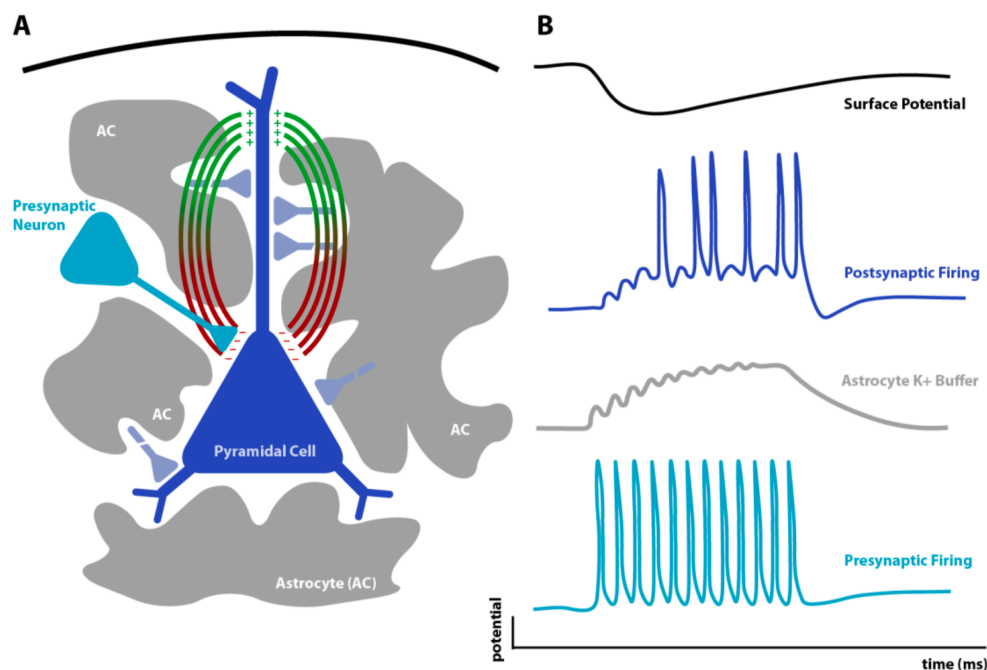 A
AC
+ +
+ +
+ +
+ +
Presynaptic
Neuron
- -
- -
- -
- -
AC
AC
Pyramidal Cell
Astrocyte (AC)
B
Surface Potential
Postsynaptic Firing
Astrocyte K+ Buffer
Presynaptic Firing
potential
time (ms)